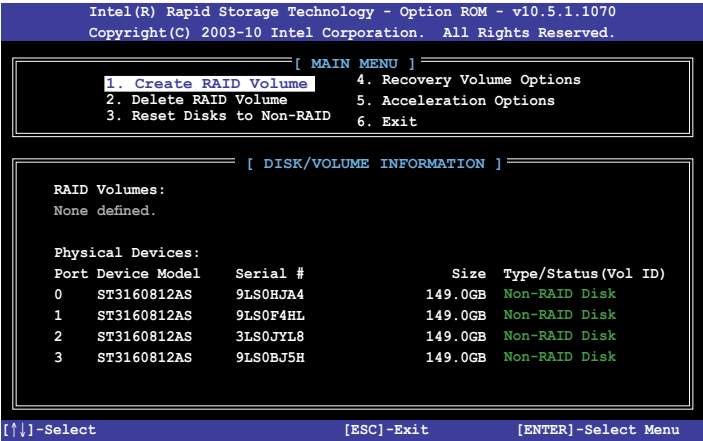 Intel(R) Rapid Storage Technology - Option ROM - v10.5.1.1070
Copyright(C) 2003-10 Intel Corporation. All Rights Reserved.
[ MAIN MENU ]
1. Create RAID Volume 4. Recovery Volume Options
2. Delete RAID Volume 5. Acceleration Options
3. Reset Disks to Non-RAID 6. Exit
[ DISK/VOLUME INFORMATION ]
RAID Volumes:
None defined.
Physical Devices:
Port Device Model Serial # Size Type/Status(Vol ID)
0 ST3160812AS 9LS0HJA4 149.0GB Non-RAID Disk
1 ST3160812AS 9LS0F4HL 149.0GB Non-RAID Disk
2 ST3160812AS 3LS0JYL8 149.0GB Non-RAID Disk
3 ST3160812AS 9LS0BJ5H 149.0GB Non-RAID Disk
[↑↓]-Select [ESC]-Exit [ENTER]-Select Menu